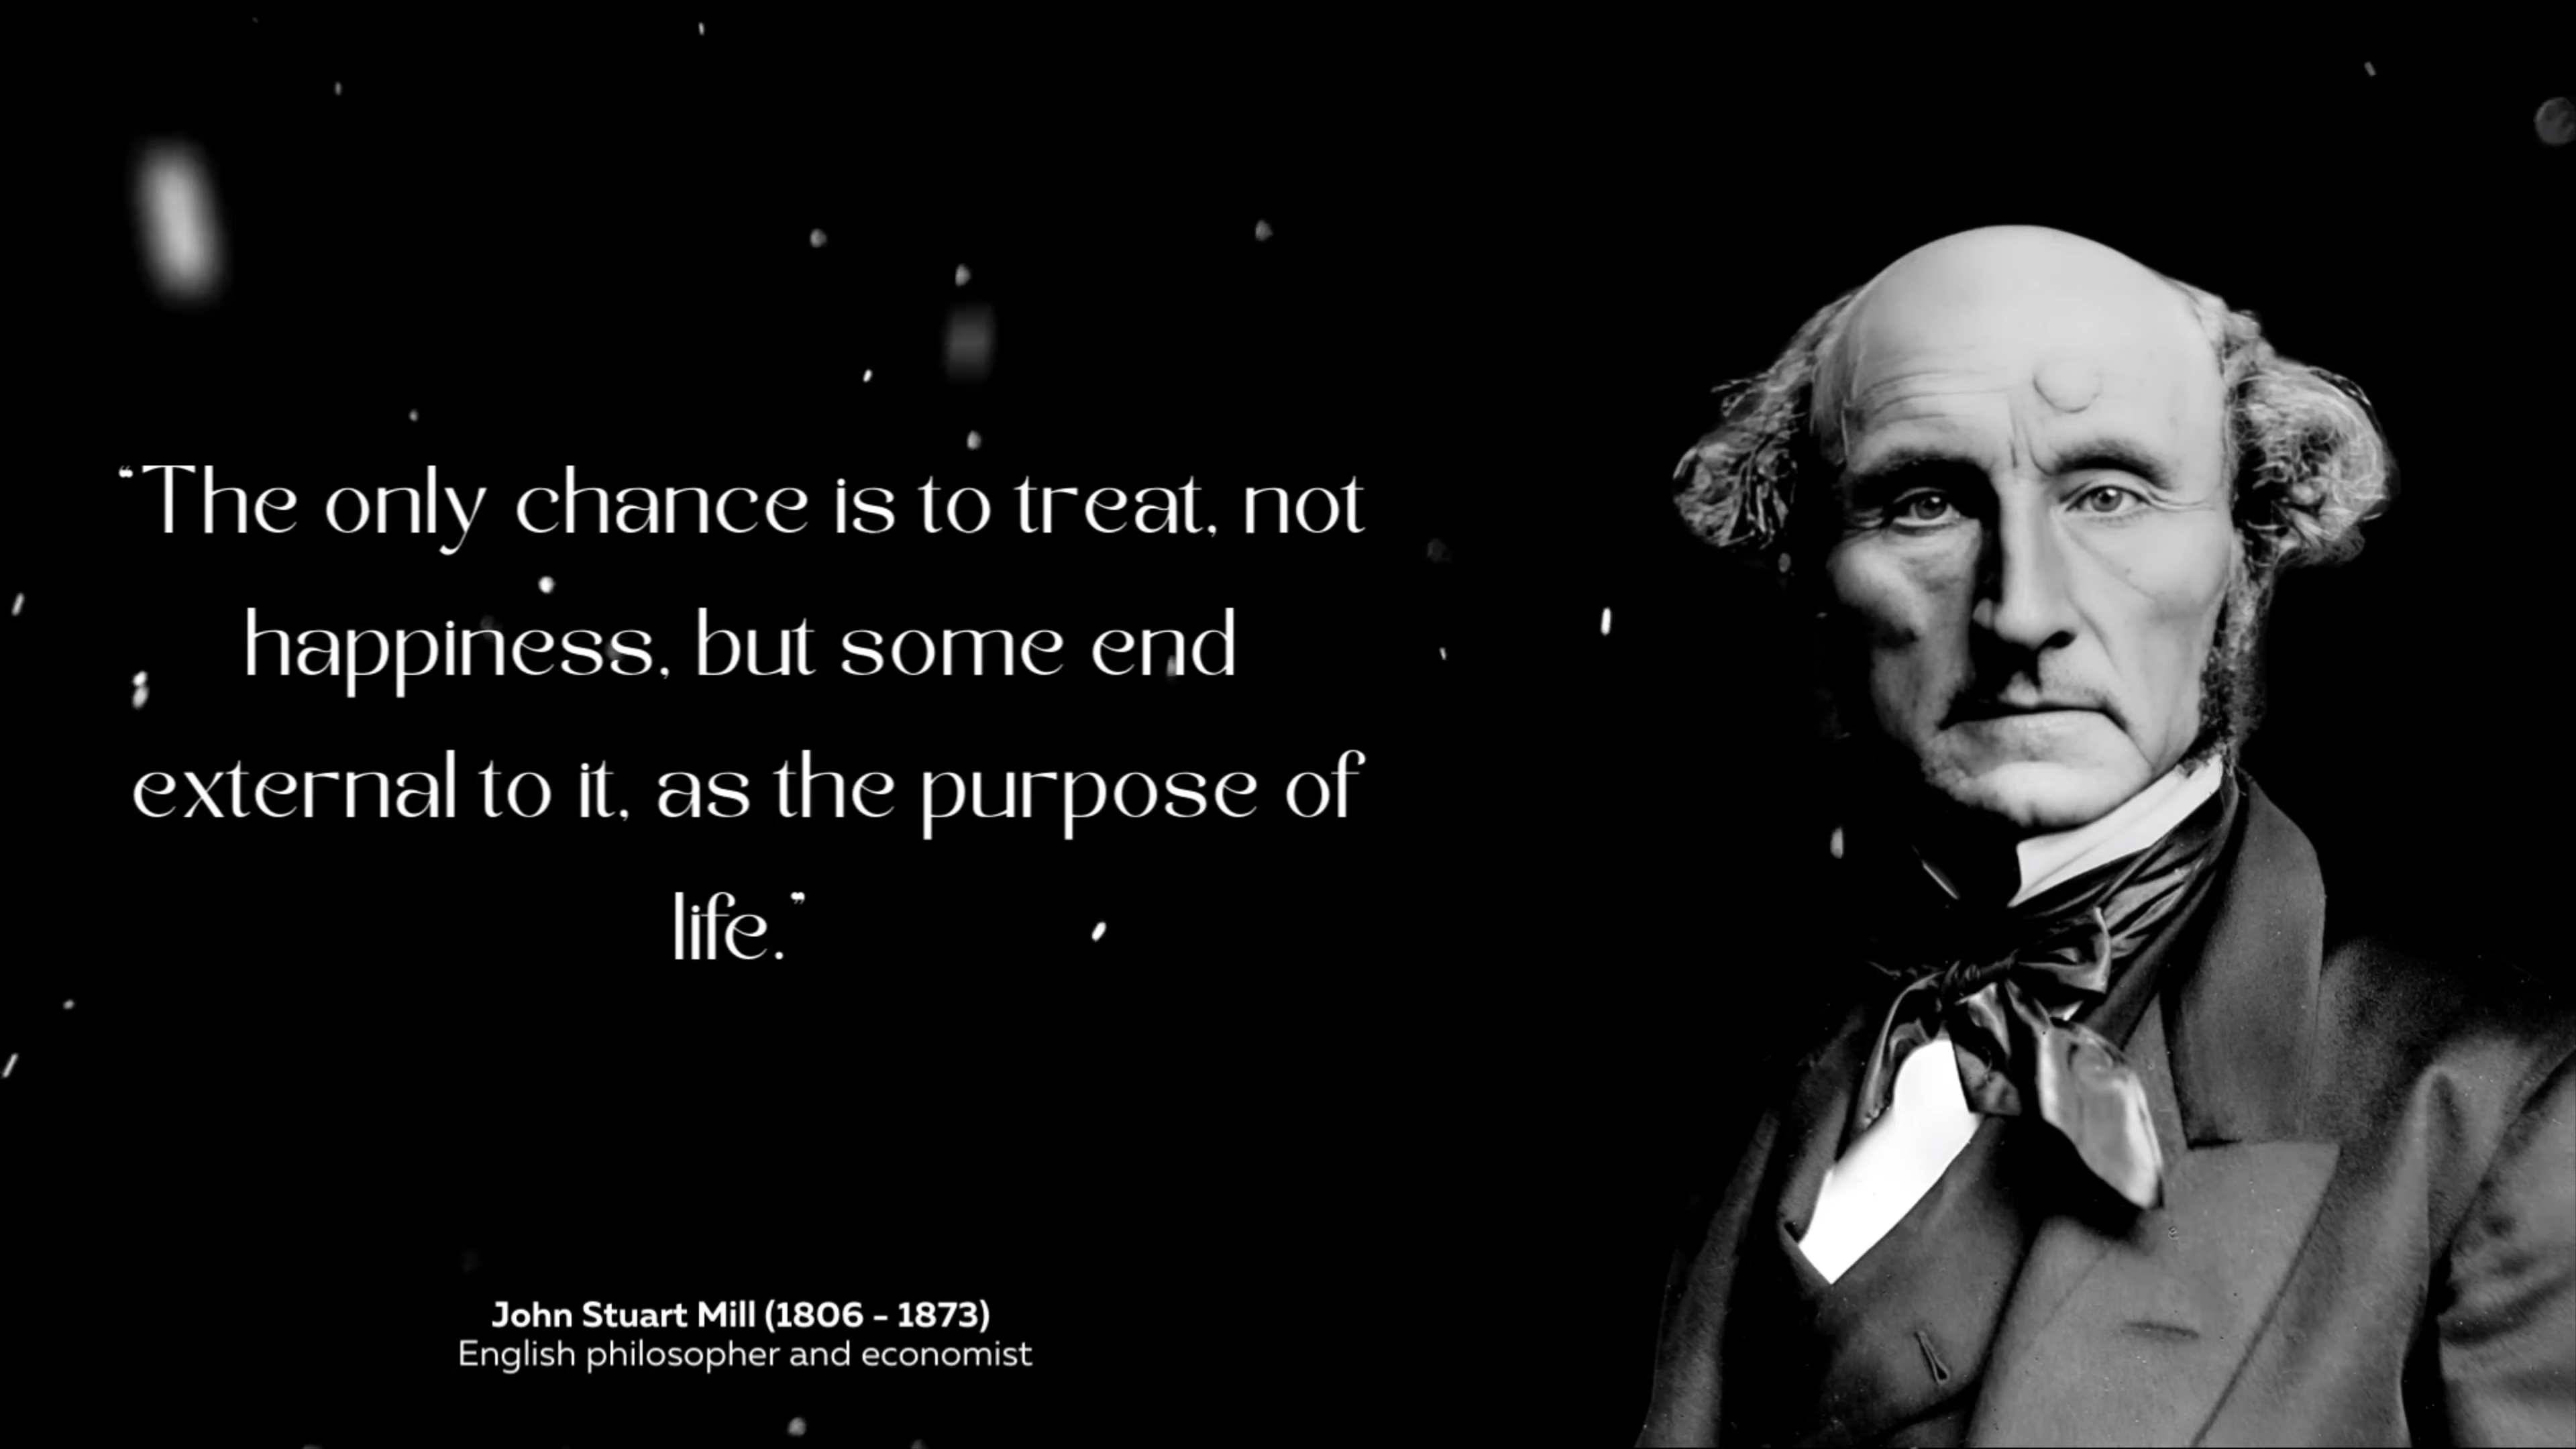 “The only chance is to treat, not
happiness, but some end
external to it, as the purpose of
life.”
John Stuart Mill (1806 - 1873)
English philosopher and economist